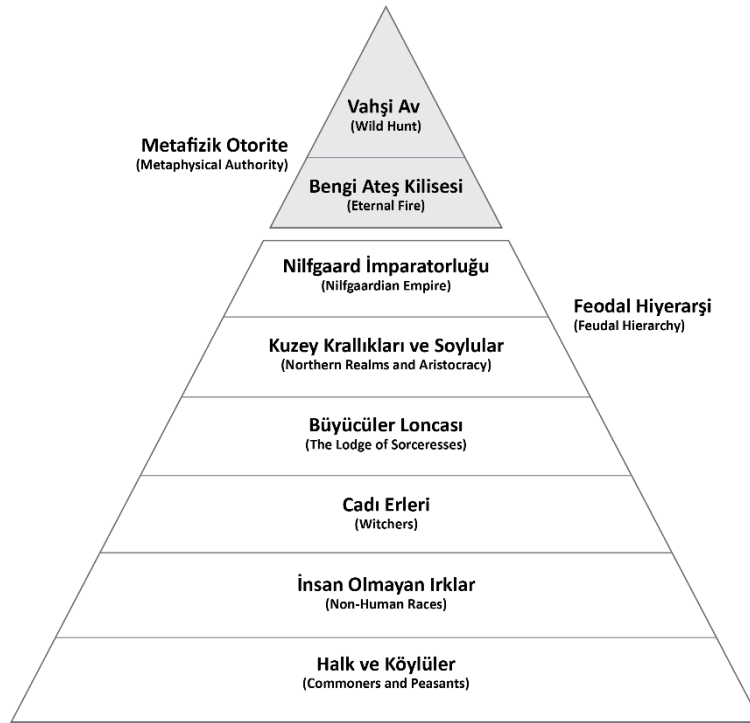 Vahşi Av
(Wild Hunt)
Metafizik Otorite
(Metaphysical Authority)
Bengi Ateş Kilisesi
(Eternal Fire)
Nilfgaard İmparatorluğu
(Nilfgaardian Empire)
Feodal Hiyerarşi
(Feudal Hierarchy)
Kuzey Krallıkları ve Soylular
(Northern Realms and Aristocracy)
Büyücüler Loncası
(The Lodge of Sorceresses)
Cadı Erleri
(Witchers)
İnsan Olmayan Irklar
(Non-Human Races)
Halk ve Köylüler
(Commoners and Peasants)